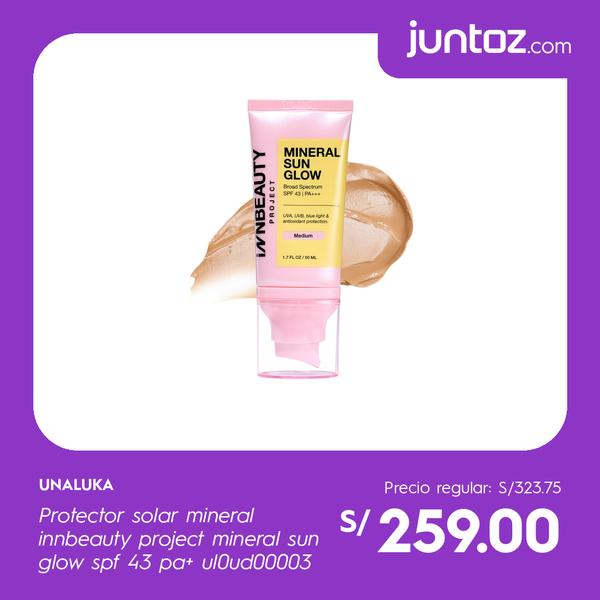 juntoz.com
INNBEAUTY
PROJECT
MINERAL
SUN
GLOW
Broad Spectrum
SPF 43 | PA+++
UVA, UVB, blue light &
antioxidant protection.
Medium
1.7 FL OZ / 50 ML
UNALUKA
Protector solar mineral
innbeauty project mineral sun
glow spf 43 pa+ ul0ud00003
Precio regular: S/323.75
S/ 259.00